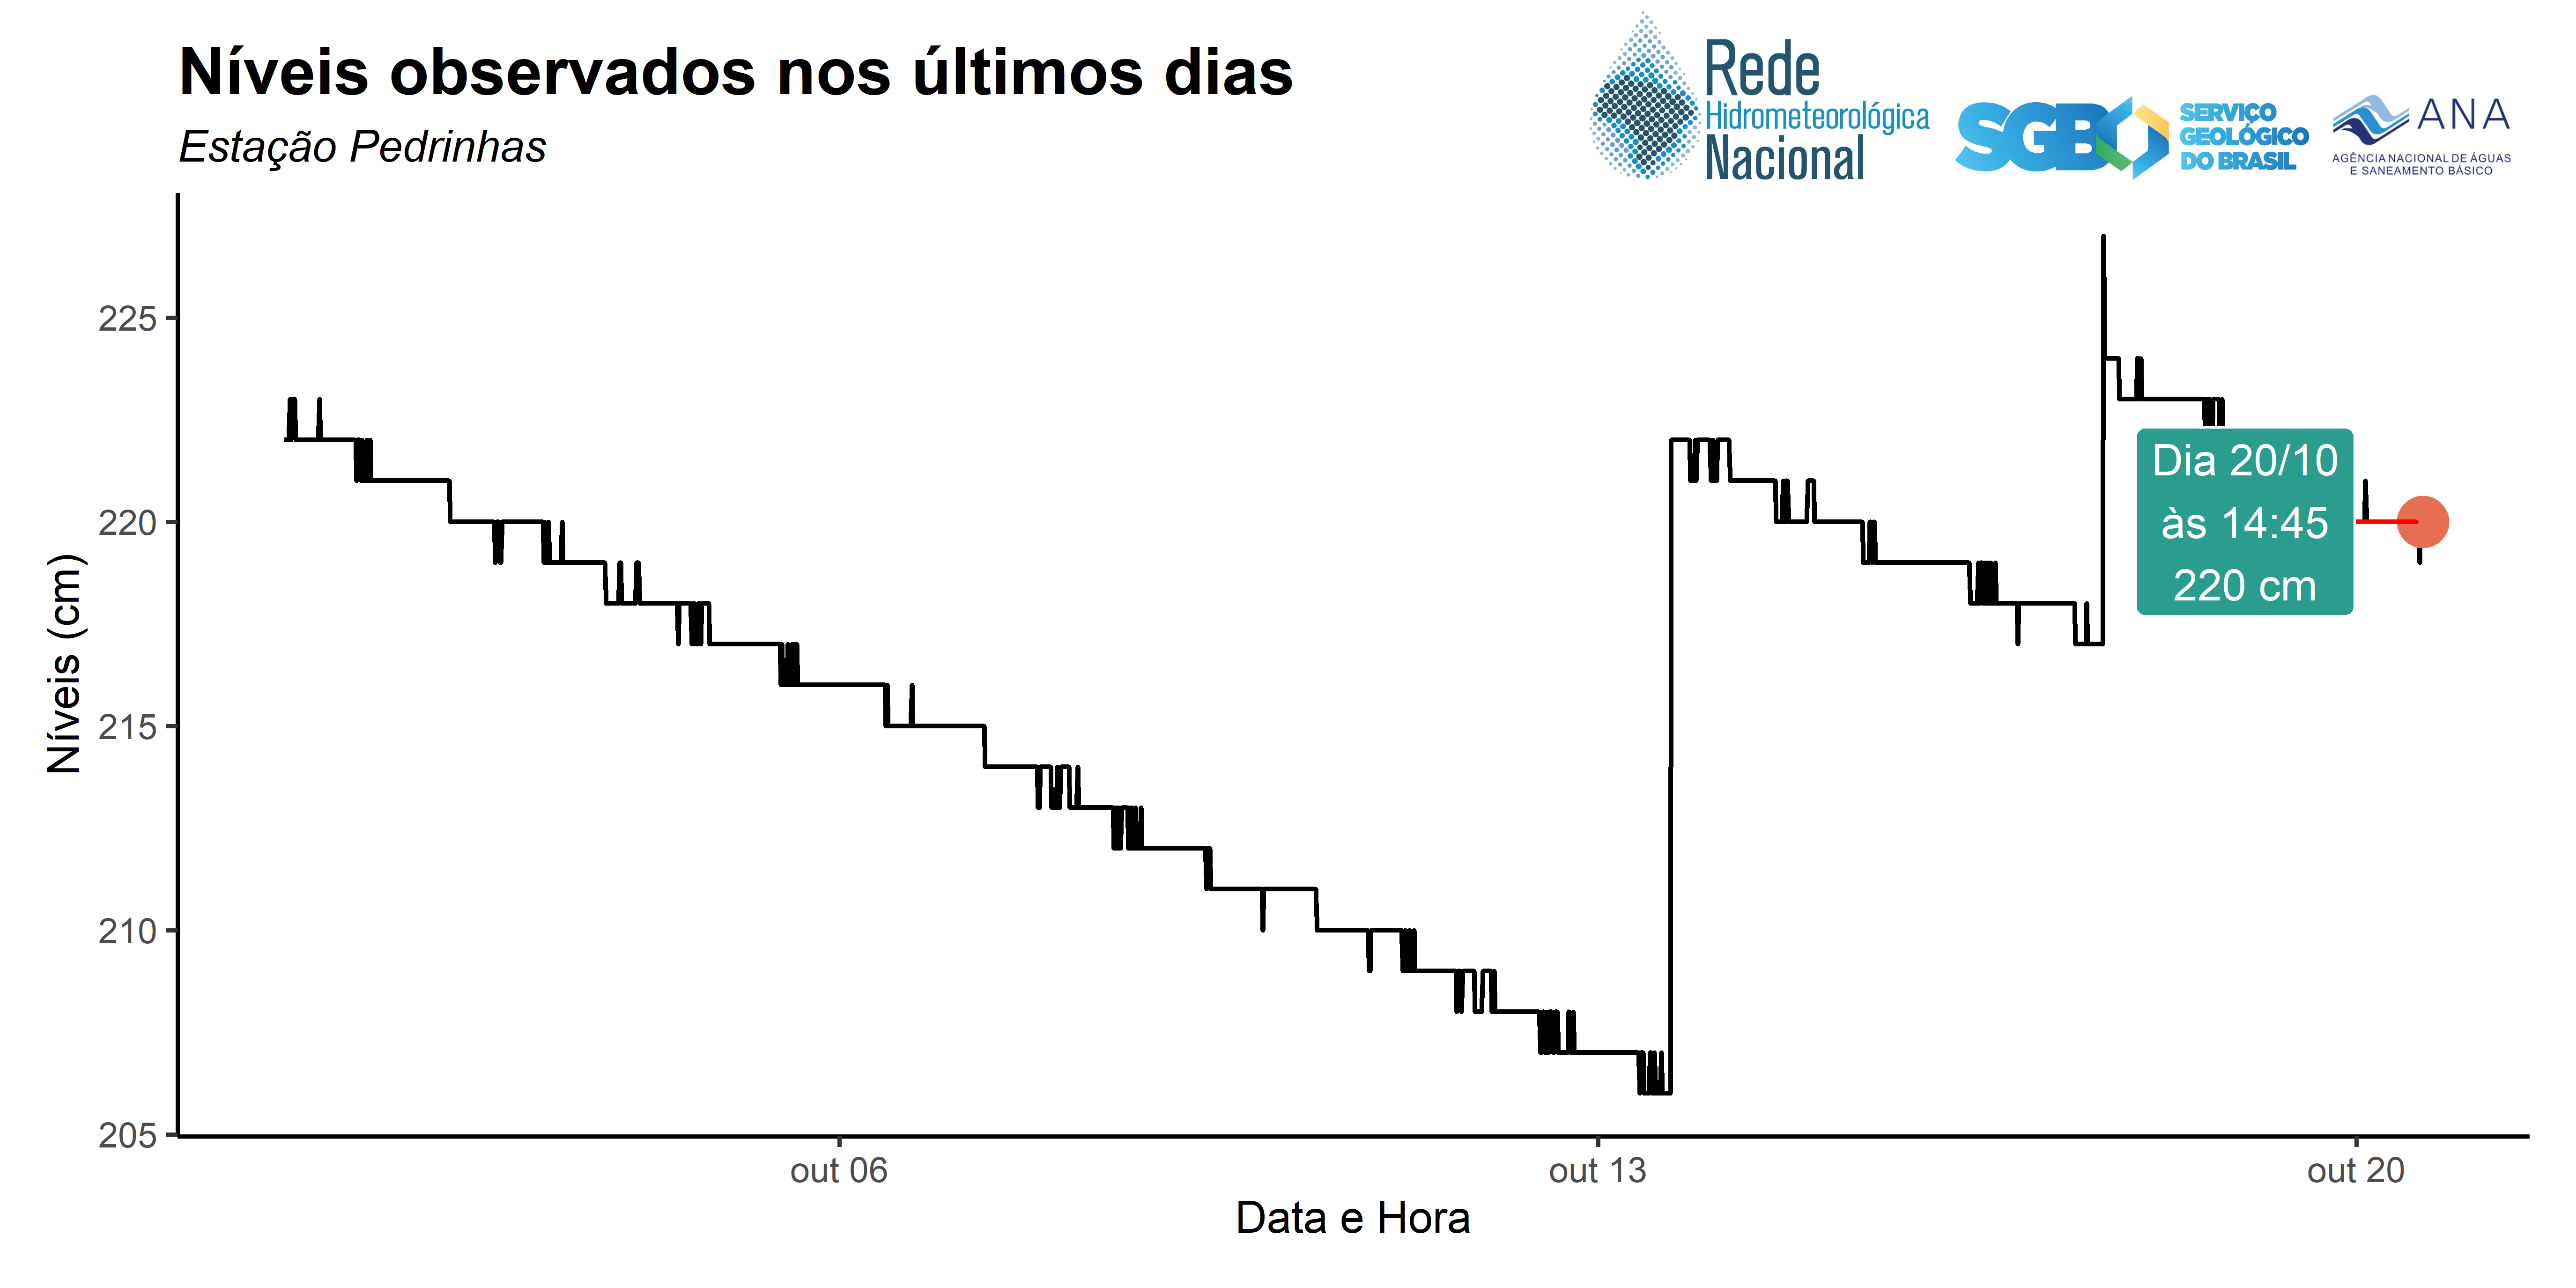 Níveis observados nos últimos dias
Estação Pedrinhas
Rede
Hidrometeorológica
Nacional
SGB
SERVIÇO
GEOLÓGICO
DO BRASIL
ANA
AGÊNCIA NACIONAL DE ÁGUAS
E SANEAMENTO BÁSICO
Níveis (cm)
225
220
215
210
205
Dia 20/10
às 14:45
220 cm
out 06
out 13
out 20
Data e Hora